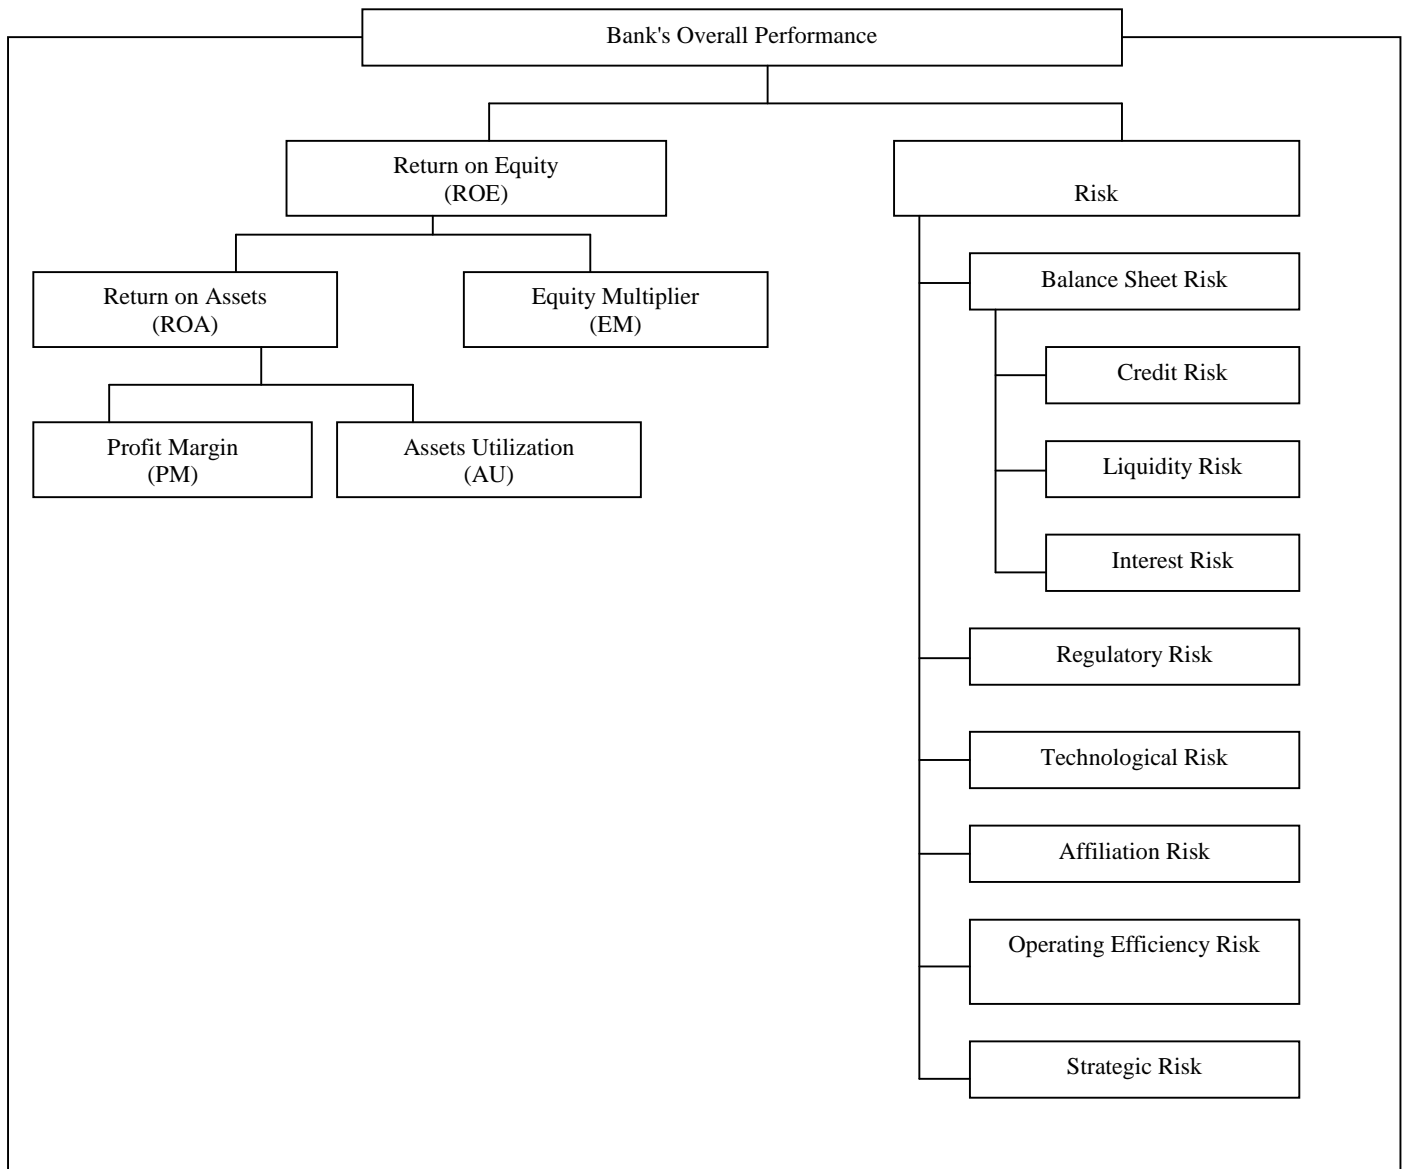 Bank's Overall Performance
Return on Equity
(ROE)
Risk
Return on Assets
(ROA)
Equity Multiplier
(EM)
Profit Margin
(PM)
Assets Utilization
(AU)
Balance Sheet Risk
Credit Risk
Liquidity Risk
Interest Risk
Regulatory Risk
Technological Risk
Affiliation Risk
Operating Efficiency Risk
Strategic Risk